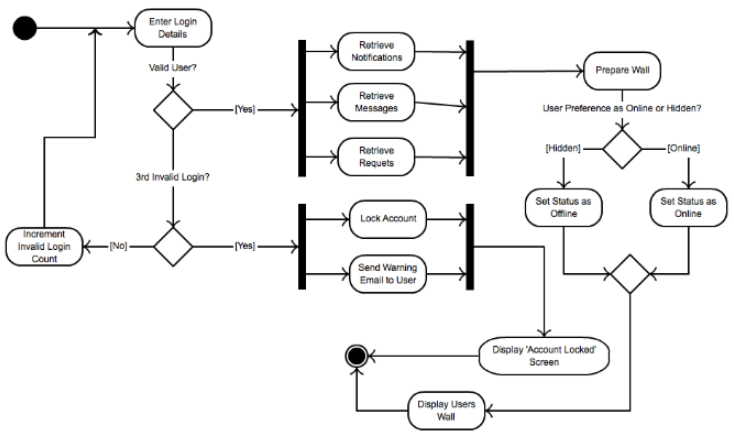 Enter Login
Details
Valid User?
[Yes]
Retrieve
Notifications
Retrieve
Messages
Retrieve
Requets
Prepare Wall
User Preference as Online or Hidden?
[Hidden]
[Online]
Set Status as
Offline
Set Status as
Online
3rd Invalid Login?
[No]
[Yes]
Increment
Invalid Login
Count
Lock Account
Send Warning
Email to User
Display 'Account Locked'
Screen
Display Users
Wall